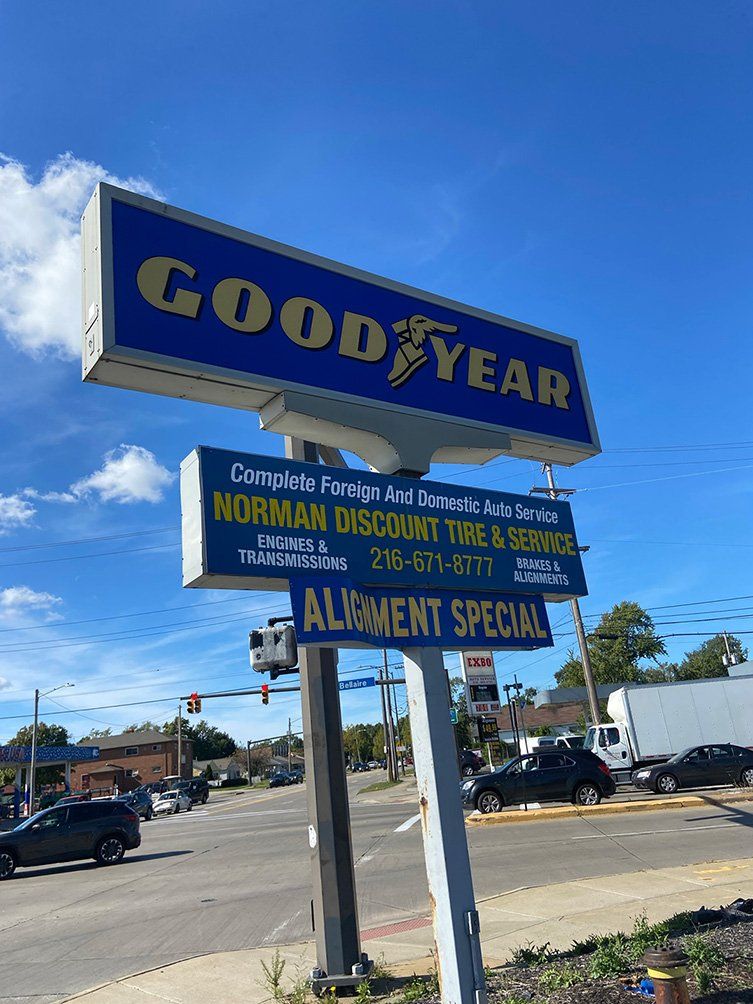 GOODYEAR
Complete Foreign And Domestic Auto Service
NORMAN DISCOUNT TIRE & SERVICE
ENGINES &
TRANSMISSIONS
216-671-8777
BRAKES &
ALIGNMENTS
ALIGNMENT SPECIAL
Bellaire
EXBO